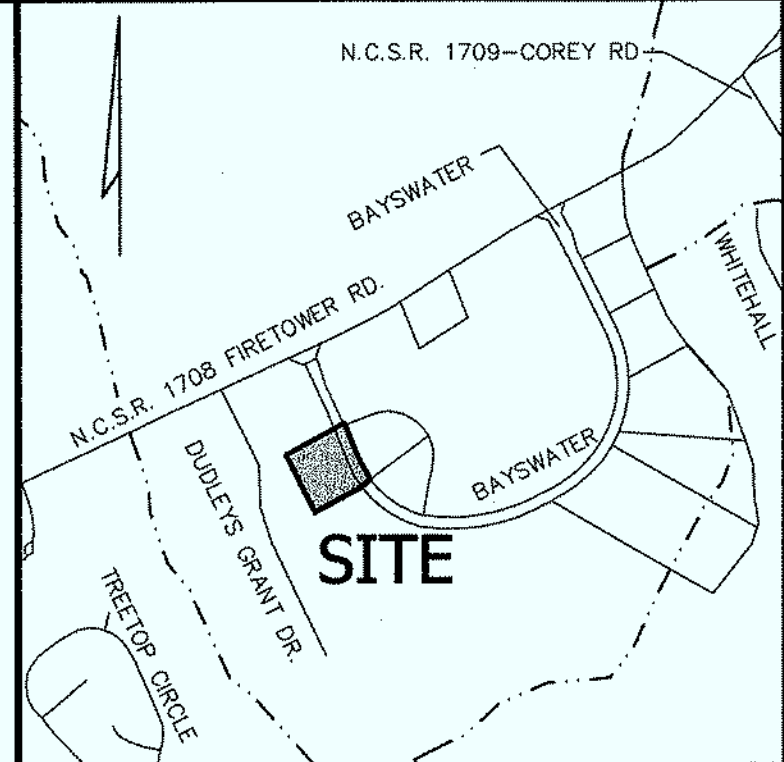 N.C.S.R. 1709-COREY RD
BAYSWATER
WHITEHALL
N.C.S.R. 1708 FIRETOWER RD.
DUDLEYS GRANT DR.
BAYSWATER
SITE
TREETOP CIRCLE